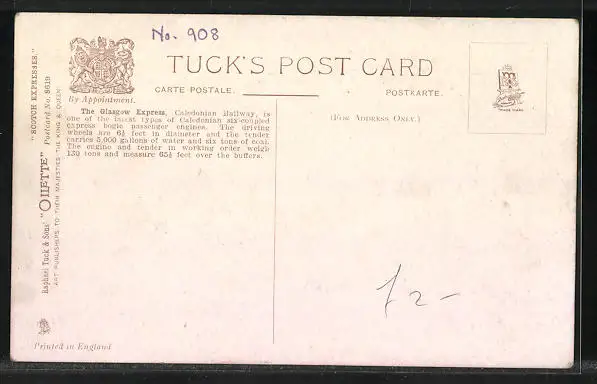 No. 908
TUCK'S POST CARD
CARTE POSTALE.
POSTKARTE.
By Appointment.
(FOR ADDRESS ONLY.)
The Glasgow Express, Caledonian Railway, is
one of the latest types of Caledonian six-coupled
express bogie passenger engines. The driving
wheels are 6½ feet in diameter and the tender
carries 5,000 gallons of water and six tons of coal.
The engine and tender in working order weigh
130 tons and measure 65½ feet over the buffers.
"SCOTCH EXPRESSES."
Raphael Tuck & Sons' "OILETTE" Postcard No. 9619
ART PUBLISHERS TO THEIR MAJESTIES THE KING & QUEEN
TRADE MARK
£2 -
Printed in England